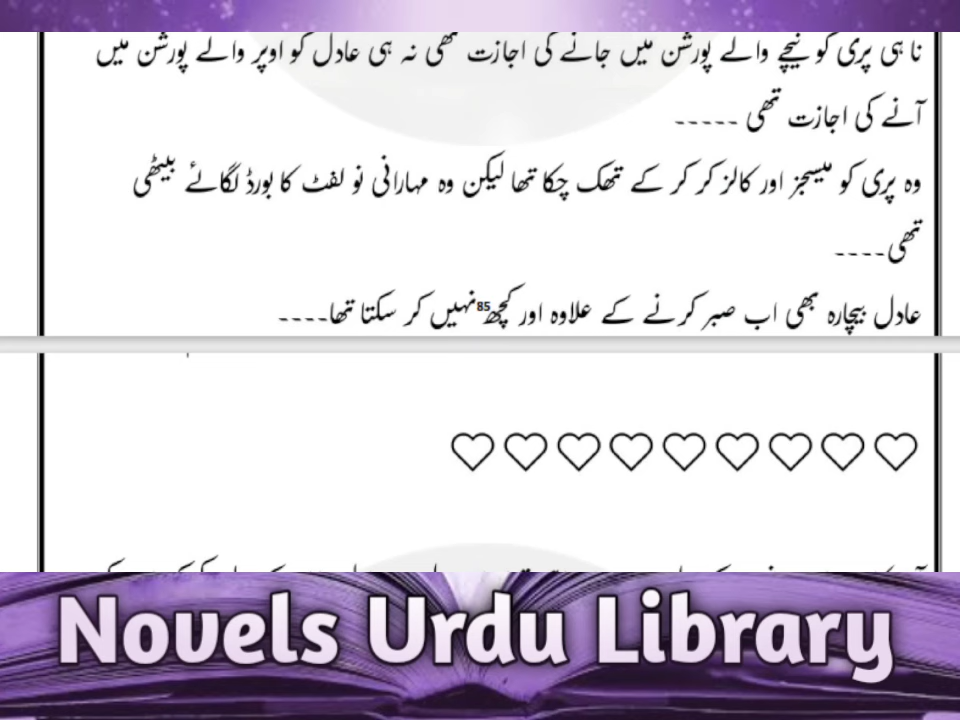 نا ہی پری کو نیچے والے پورشن میں جانے کی اجازت تھی نہ ہی عادل کو اوپر والے پورشن میں
آنے کی اجازت تھی -----
وہ پری کو میسجز اور کالز کر کر کے تھک چکا تھا لیکن وہ مہارانی نو لفٹ کا بورڈ لگائے بیٹھی
تھی----
عادل بیچارہ بھی اب صبر کرنے کے علاوہ اور کچھ نہیں کر سکتا تھا----
85
♡♡♡♡♡♡♡♡♡
Novels Urdu Library